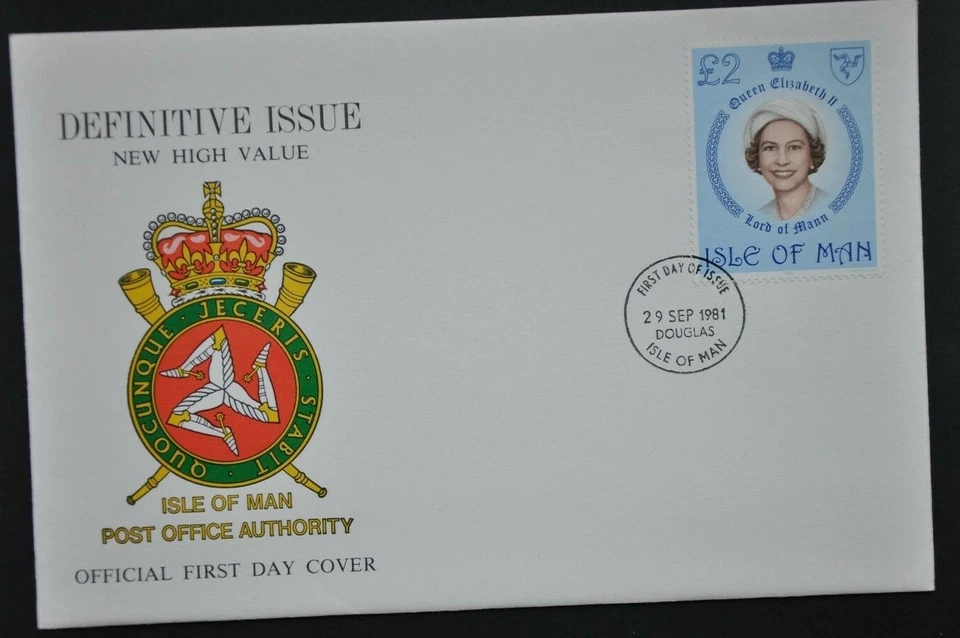 DEFINITIVE ISSUE
NEW HIGH VALUE
QUOCUNQUE · JECERIS · STABIT ·
ISLE OF MAN
POST OFFICE AUTHORITY
OFFICIAL FIRST DAY COVER
£2
Queen Elizabeth II
Lord of Mann
ISLE OF MAN
FIRST DAY OF ISSUE
29 SEP 1981
DOUGLAS
ISLE OF MAN